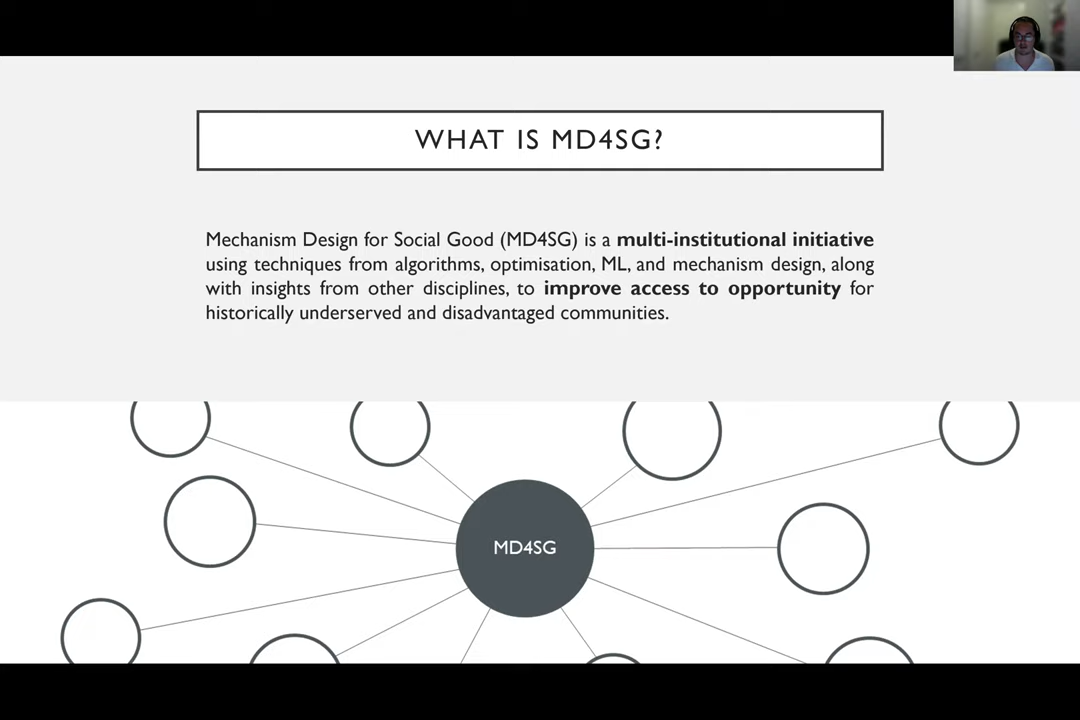 WHAT IS MD4SG?
Mechanism Design for Social Good (MD4SG) is a multi-institutional initiative
using techniques from algorithms, optimisation, ML, and mechanism design, along
with insights from other disciplines, to improve access to opportunity for
historically underserved and disadvantaged communities.
MD4SG